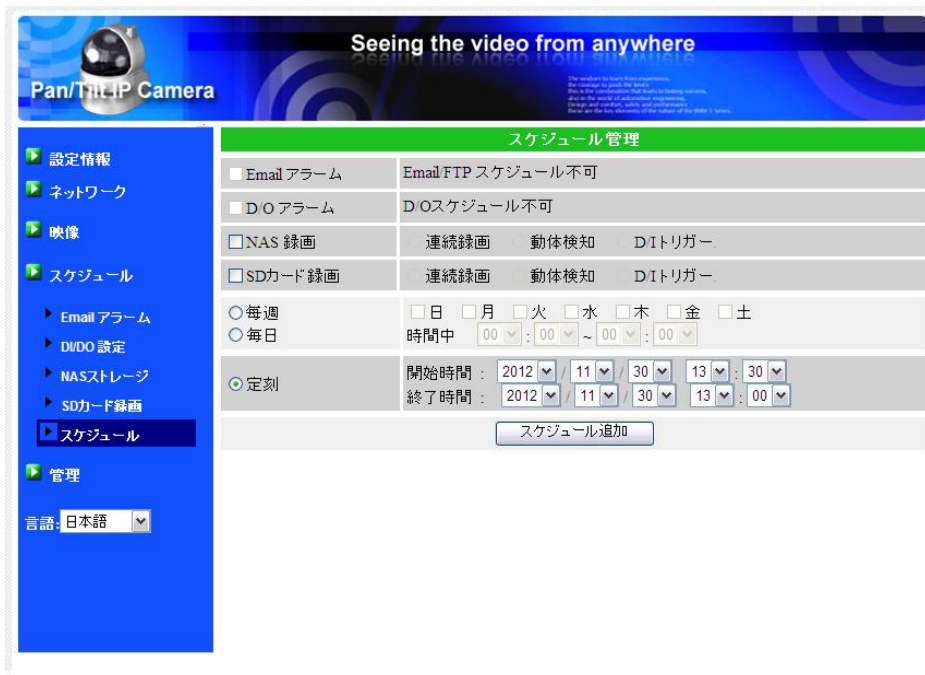 Seeing the video from anywhere
Pan/Tilt IP Camera
設定情報
ネットワーク
映像
スケジュール
Email アラーム
DI/DO 設定
NASストレージ
SDカード録画
スケジュール
管理
言語: 日本語
スケジュール管理
Email アラーム Email/FTP スケジュール不可
D/O アラーム D/Oスケジュール不可
NAS 録画 連続録画 動体検知 D/Iトリガー.
SDカード録画 連続録画 動体検知 D/Iトリガー.
毎週 日 月 火 水 木 金 土
毎日 時間中 00 : 00 ~ 00 : 00
定刻
開始時間 : 2012 / 11 / 30 13 : 30
終了時間 : 2012 / 11 / 30 13 : 00
スケジュール追加